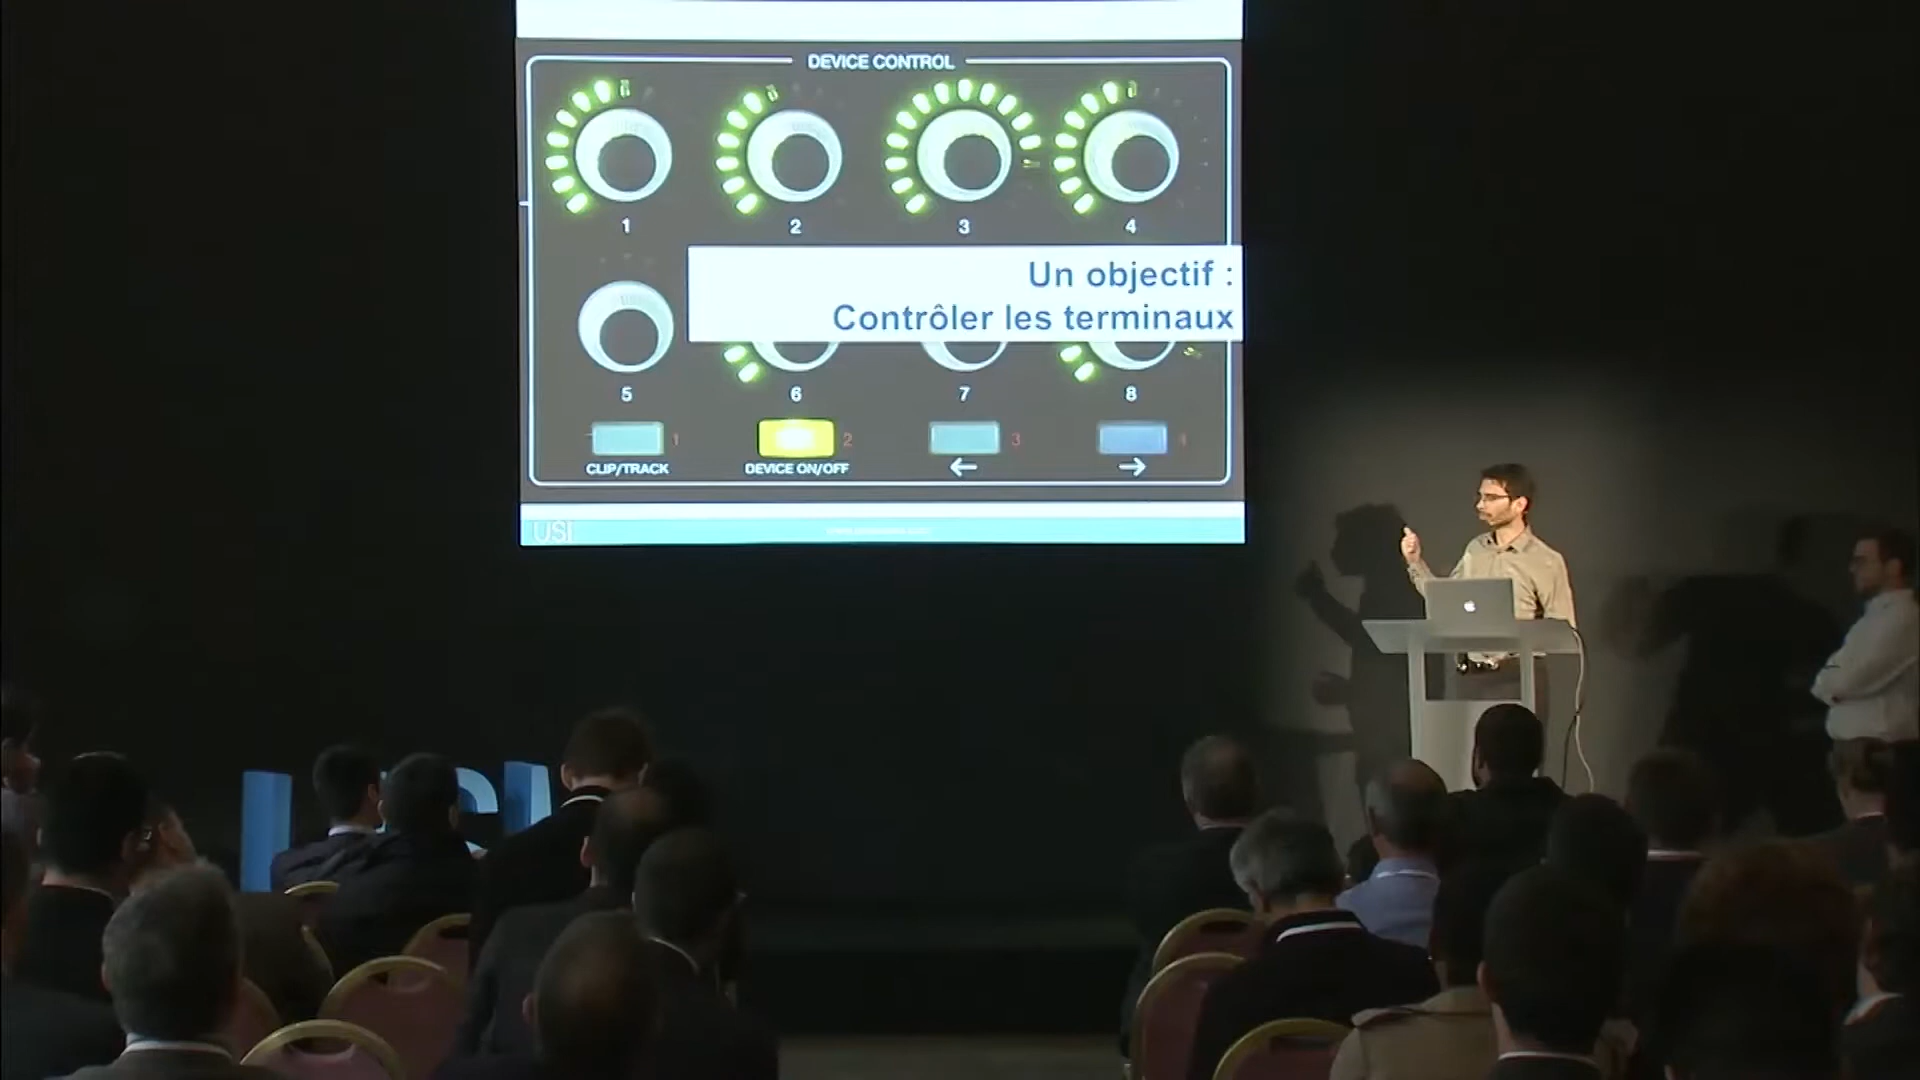 DEVICE CONTROL
1 2 3 4
Un objectif :
Contrôler les terminaux
5 6 7 8
1 2 3 4
CLIP/TRACK DEVICE ON/OFF ← →
USI